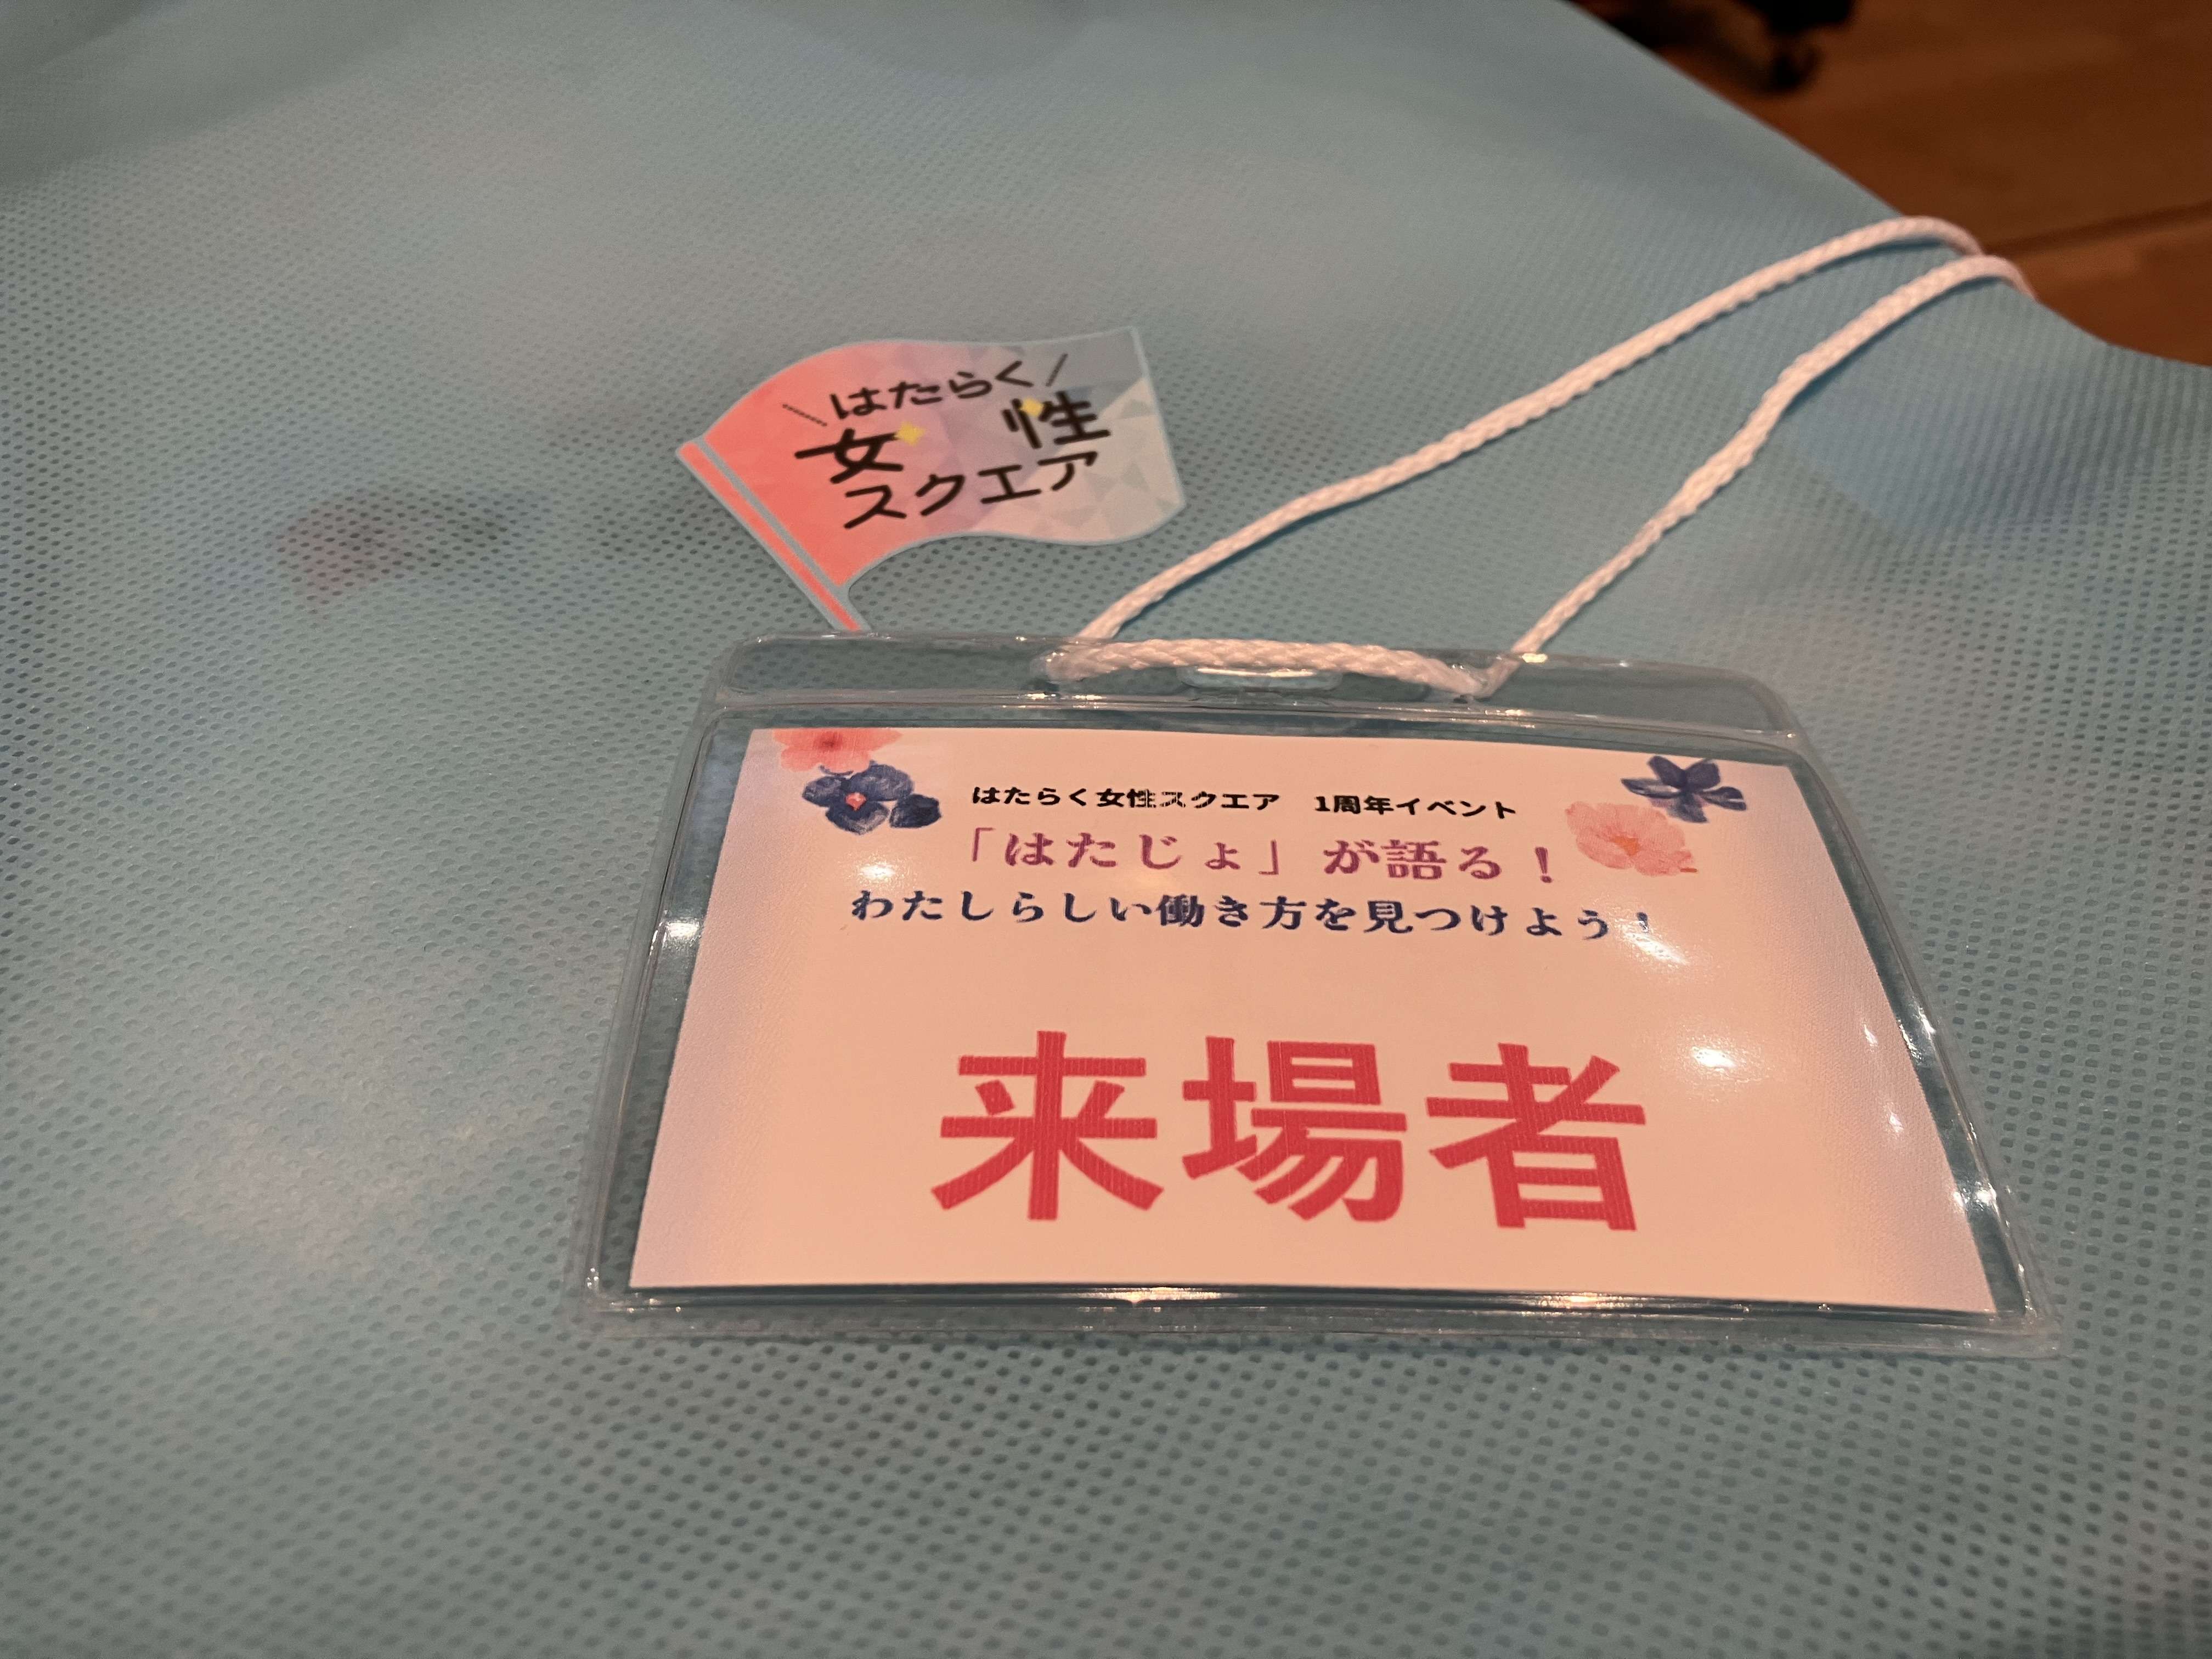 \はたらく/
女性
スクエア
はたらく女性スクエア　1周年イベント
「はたじょ」が語る！
わたしらしい働き方を見つけよう！
来場者